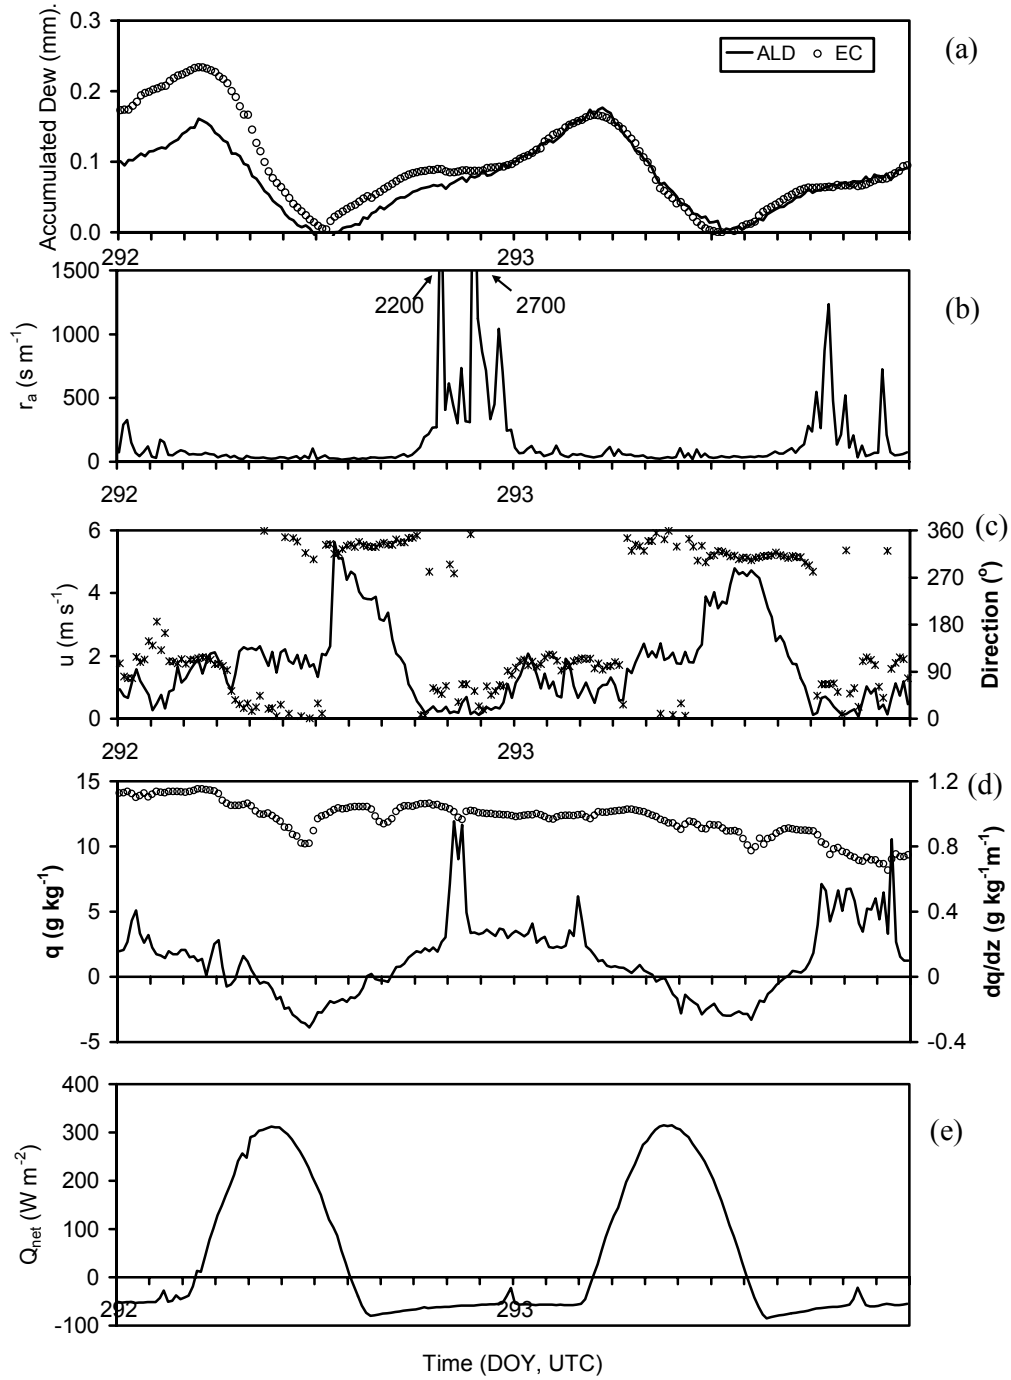 Accumulated Dew (mm).
0.3
0.2
0.1
0.0
ALD
EC
(a)
292
293
r_a (s m⁻¹)
1500
1000
500
0
2200
2700
(b)
292
293
u (m s⁻¹)
6
4
2
0
360
270
180
90
0
Direction (°)
(c)
292
293
q (g kg⁻¹)
15
10
5
0
-5
1.2
0.8
0.4
0
-0.4
dq/dz (g kg⁻¹m⁻¹)
(d)
Q_net (W m⁻²)
400
300
200
100
0
-100
292
293
(e)
Time (DOY, UTC)